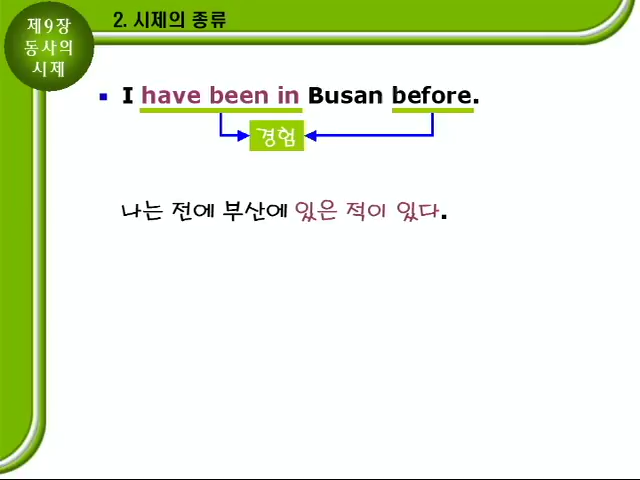 제9장
동사의
시제
2. 시제의 종류
I have been in Busan before.
경험
나는 전에 부산에 있은 적이 있다.